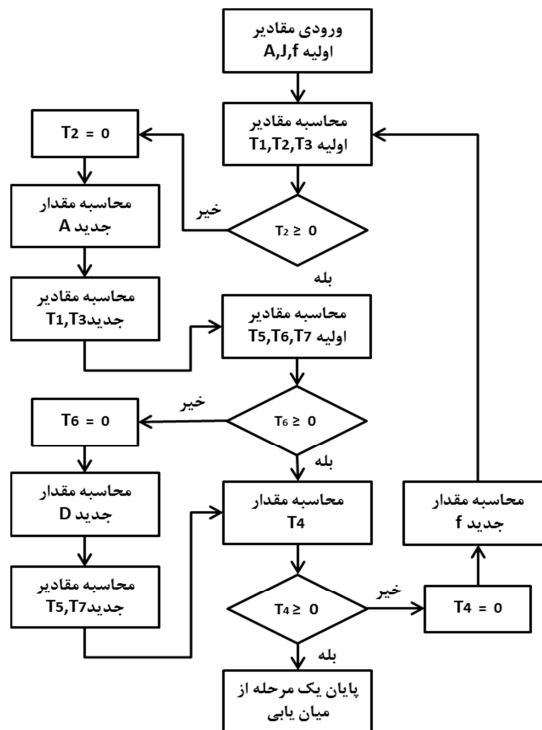 ورودی مقادیر
اولیه A,J,f
محاسبه مقادیر
اولیه T1,T2,T3
T2 ≥ 0
خیر
بله
T2 = 0
محاسبه مقدار
جدید A
محاسبه مقادیر
جدیدT1,T3
محاسبه مقادیر
اولیه T5,T6,T7
T6 ≥ 0
خیر
بله
T6 = 0
محاسبه مقدار
جدید D
محاسبه مقادیر
جدیدT5,T7
محاسبه مقدار
T4
T4 ≥ 0
خیر
بله
T4 = 0
محاسبه مقدار
جدید f
پایان یک مرحله از
میان یابی